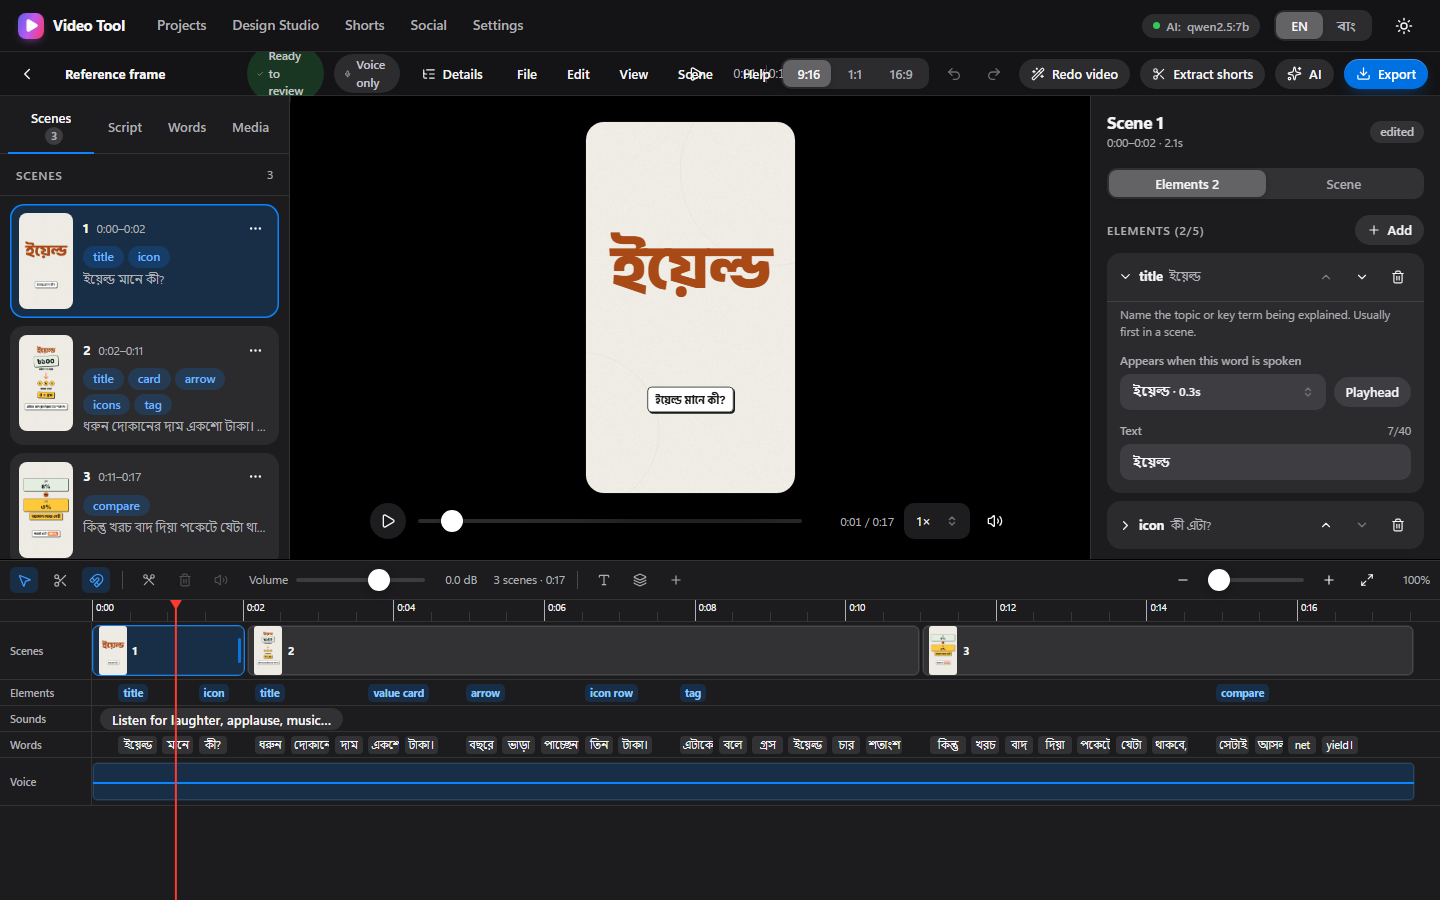 Video Tool
Projects
Design Studio
Shorts
Social
Settings
AI: qwen2.5:7b
EN
বাং
Reference frame
Ready to review
Voice only
Details
File
Edit
View
Scene
Help
9:16
1:1
16:9
Redo video
Extract shorts
AI
Export
Scenes
3
Script
Words
Media
SCENES
3
1 0:00–0:02
title
icon
ইয়েল্ড মানে কী?
2 0:02–0:11
title
card
arrow
icons
tag
ধরুন দোকানের দাম একশো টাকা। ...
3 0:11–0:17
compare
কিন্তু খরচ বাদ দিয়া পকেটে যেটা থা...
ইয়েল্ড
ইয়েল্ড মানে কী?
0:01 / 0:17
1×
Scene 1
0:00–0:02 · 2.1s
edited
Elements 2
Scene
ELEMENTS (2/5)
Add
title ইয়েল্ড
Name the topic or key term being explained. Usually
first in a scene.
Appears when this word is spoken
ইয়েল্ড · 0.3s
Playhead
Text
7/40
ইয়েল্ড
icon কী এটা?
Volume
0.0 dB
3 scenes · 0:17
100%
0:00
0:02
0:04
0:06
0:08
0:10
0:12
0:14
0:16
Scenes
1
2
3
Elements
title
icon
title
value card
arrow
icon row
tag
compare
Sounds
Listen for laughter, applause, music...
Words
ইয়েল্ড
মানে
কী?
ধরুন
দোকানে
দাম
একশো
টাকা।
বছরে
ভাড়া
পাচ্ছেন
তিন
টাকা।
এটাকে
বলে
গ্রস
ইয়েল্ড
চার
শতাংশ
কিন্তু
খরচ
বাদ
দিয়া
পকেটে
যেটা
থাকবে,
সেটাই
আসল
net
yield।
Voice